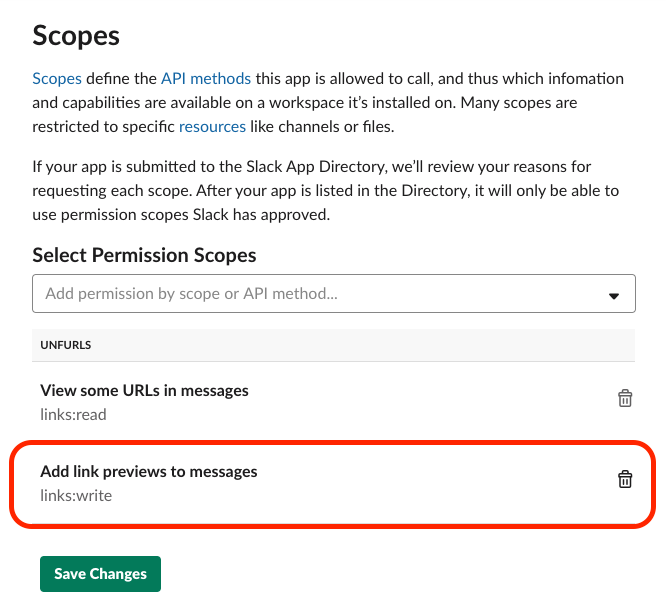 Scopes
Scopes define the API methods this app is allowed to call, and thus which infomation
and capabilities are available on a workspace it's installed on. Many scopes are
restricted to specific resources like channels or files.
If your app is submitted to the Slack App Directory, we'll review your reasons for
requesting each scope. After your app is listed in the Directory, it will only be able to
use permission scopes Slack has approved.
Select Permission Scopes
Add permission by scope or API method...
UNFURLS
View some URLs in messages
links:read
Add link previews to messages
links:write
Save Changes